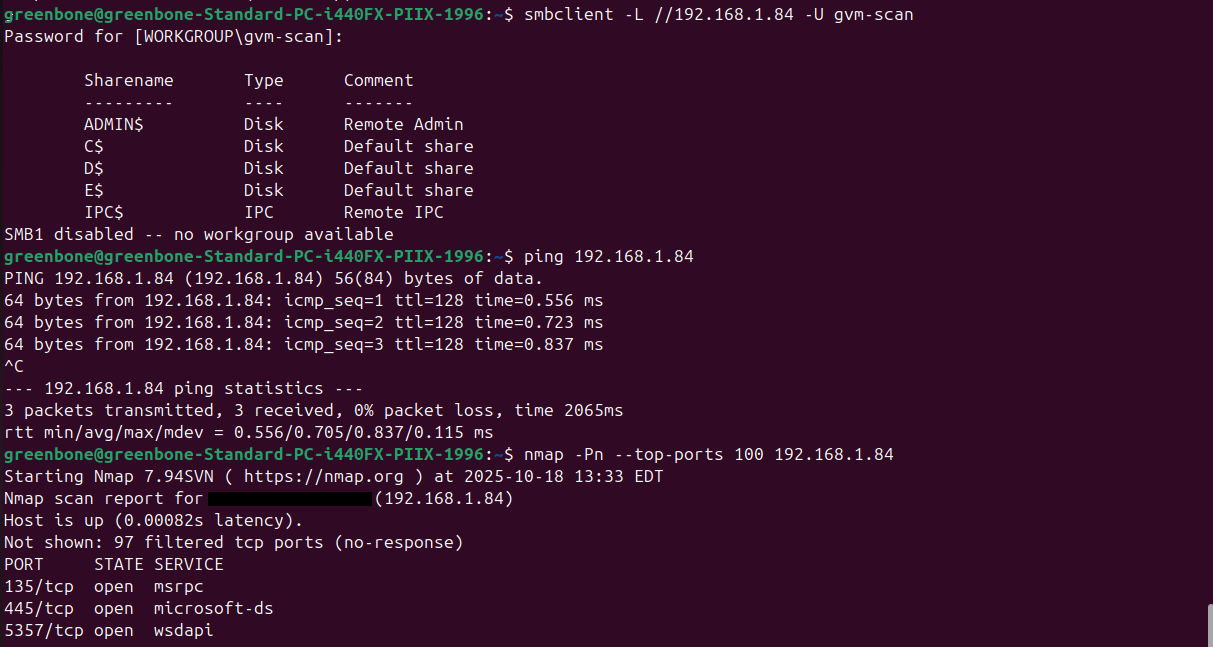 greenbone@greenbone-Standard-PC-i440FX-PIIX-1996:~$ smbclient -L //192.168.1.84 -U gvm-scan
Password for [WORKGROUP\gvm-scan]:

        Sharename       Type      Comment
        ---------       ----      -------
        ADMIN$          Disk      Remote Admin
        C$              Disk      Default share
        D$              Disk      Default share
        E$              Disk      Default share
        IPC$            IPC       Remote IPC
SMB1 disabled -- no workgroup available
greenbone@greenbone-Standard-PC-i440FX-PIIX-1996:~$ ping 192.168.1.84
PING 192.168.1.84 (192.168.1.84) 56(84) bytes of data.
64 bytes from 192.168.1.84: icmp_seq=1 ttl=128 time=0.556 ms
64 bytes from 192.168.1.84: icmp_seq=2 ttl=128 time=0.723 ms
64 bytes from 192.168.1.84: icmp_seq=3 ttl=128 time=0.837 ms
^C
--- 192.168.1.84 ping statistics ---
3 packets transmitted, 3 received, 0% packet loss, time 2065ms
rtt min/avg/max/mdev = 0.556/0.705/0.837/0.115 ms
greenbone@greenbone-Standard-PC-i440FX-PIIX-1996:~$ nmap -Pn --top-ports 100 192.168.1.84
Starting Nmap 7.94SVN ( https://nmap.org ) at 2025-10-18 13:33 EDT
Nmap scan report for (192.168.1.84)
Host is up (0.00082s latency).
Not shown: 97 filtered tcp ports (no-response)
PORT     STATE SERVICE
135/tcp  open  msrpc
445/tcp  open  microsoft-ds
5357/tcp open  wsdapi